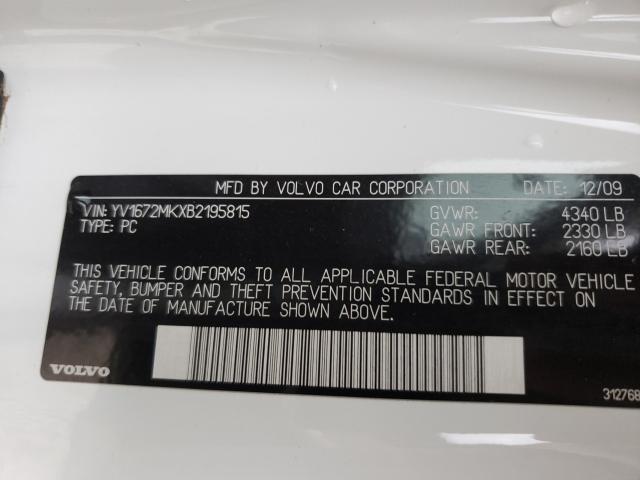 MFD BY VOLVO CAR CORPORATION DATE: 12/09
VIN: YV1672MKXB2195815 GVWR: 4340 LB
TYPE: PC GAWR FRONT: 2330 LB
GAWR REAR: 2160 LB
THIS VEHICLE CONFORMS TO ALL APPLICABLE FEDERAL MOTOR VEHICLE
SAFETY, BUMPER AND THEFT PREVENTION STANDARDS IN EFFECT ON
THE DATE OF MANUFACTURE SHOWN ABOVE.
VOLVO
312768